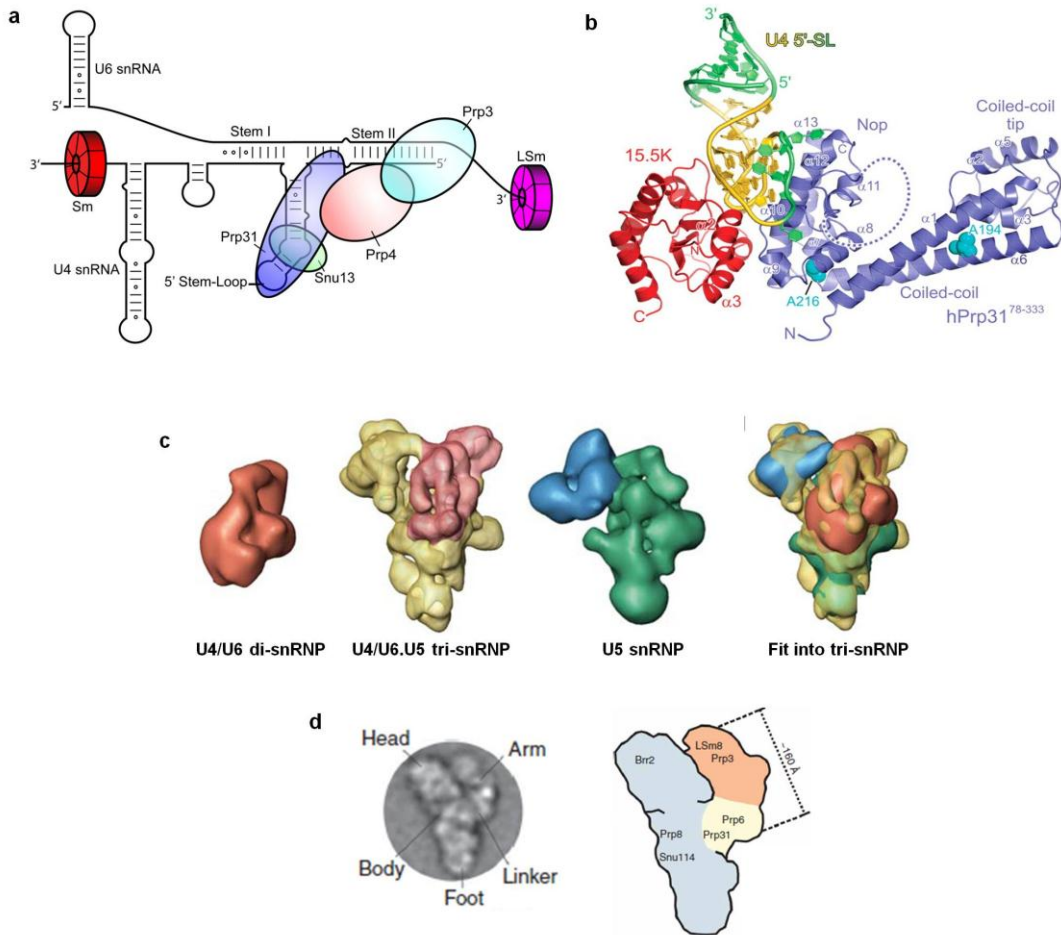 a
U6 snRNA
5'
Stem I
Stem II
Prp3
5'
3'
Sm
LSm
3'
U4 snRNA
Prp31
5' Stem-Loop
Snu13
Prp4
b
3'
U4 5'-SL
5'
15.5K
α13
Nop
C
α12
α11
α10
α8
α2
N
α9
α3
C
A216
Coiled-coil
tip
α5
α1
α3
A194
α6
Coiled-coil
hPrp31⁷⁸⁻³³³
N
c
U4/U6 di-snRNP
U4/U6.U5 tri-snRNP
U5 snRNP
Fit into tri-snRNP
d
Head
Arm
Body
Linker
Foot
Brr2
LSm8
Prp3
~160 Å
Prp6
Prp8
Prp31
Snu114